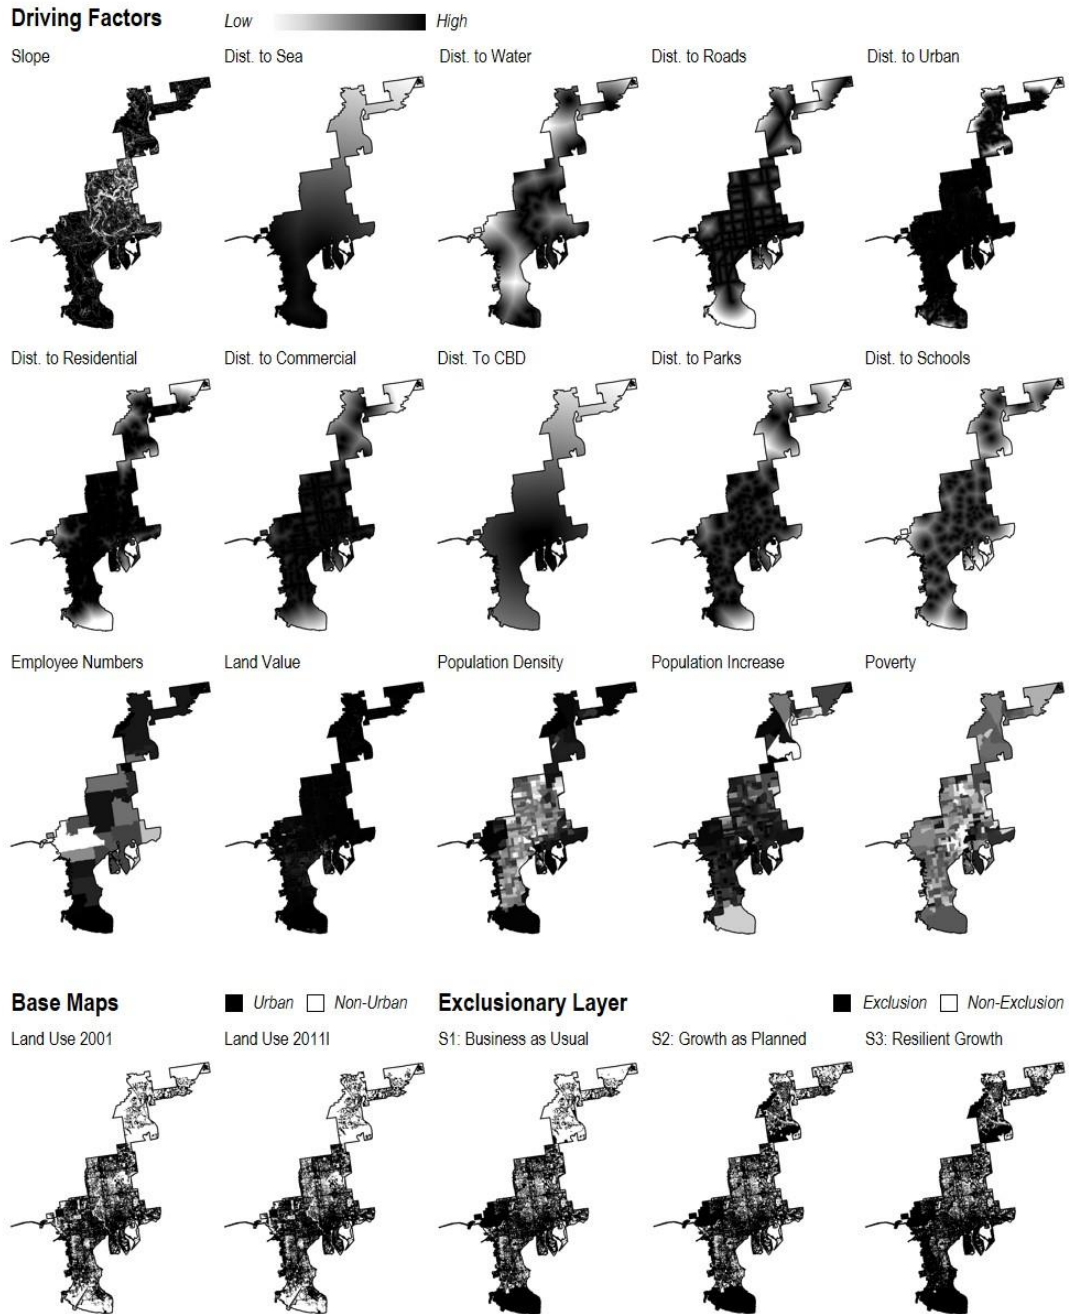 Driving Factors
Low High
Slope Dist. to Sea Dist. to Water Dist. to Roads Dist. to Urban
Dist. to Residential Dist. to Commercial Dist. To CBD Dist. to Parks Dist. to Schools
Employee Numbers Land Value Population Density Population Increase Poverty
Base Maps Urban Non-Urban Exclusionary Layer Exclusion Non-Exclusion
Land Use 2001 Land Use 2011l S1: Business as Usual S2: Growth as Planned S3: Resilient Growth